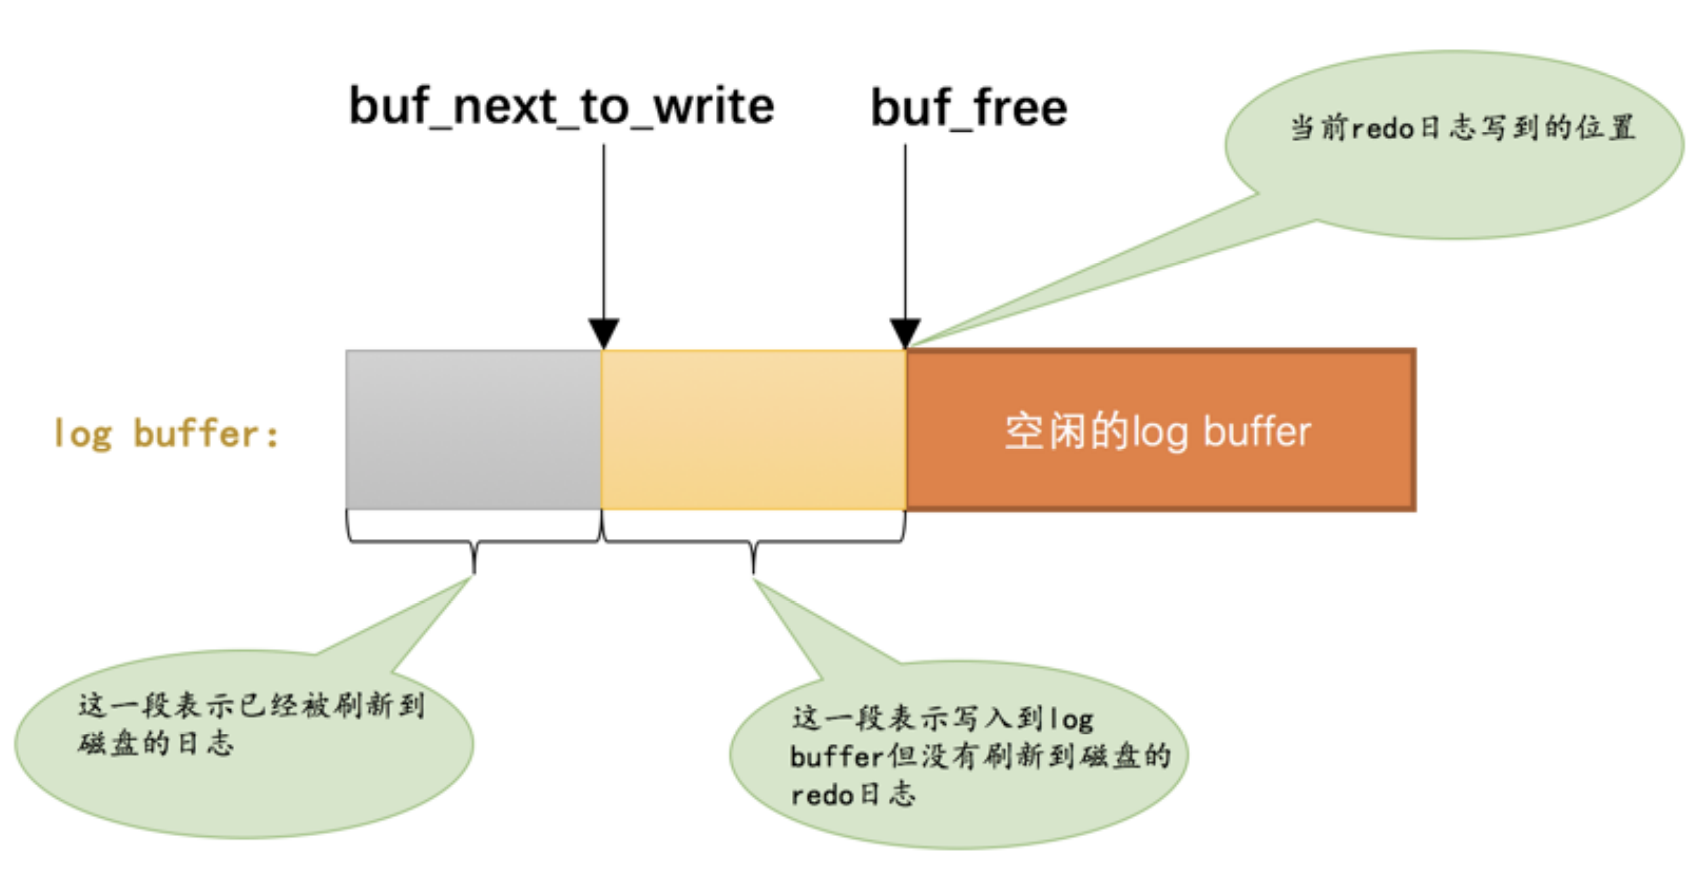 buf_next_to_write
buf_free
当前redo日志写到的位置
log buffer:
空闲的log buffer
这一段表示已经被刷新到
磁盘的日志
这一段表示写入到log
buffer但没有刷新到磁盘的
redo日志